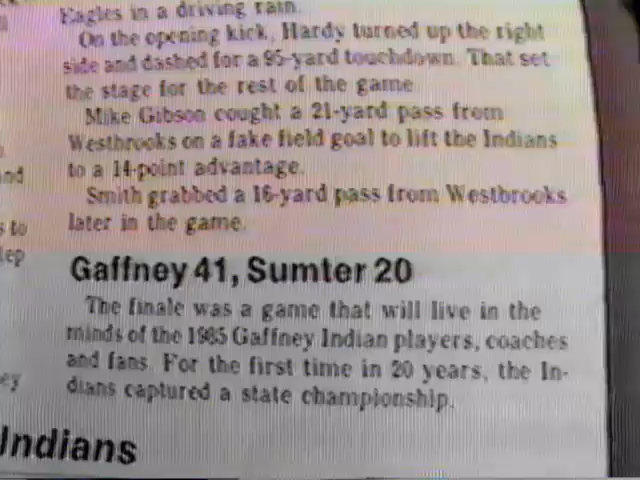 Eagles in a driving rain.
On the opening kick, Hardy turned up the right
side and dashed for a 95-yard touchdown. That set
the stage for the rest of the game
Mike Gibson cought a 21-yard pass from
Westbrooks on a fake field goal to lift the Indians
to a 14-point advantage.
Smith grabbed a 16-yard pass from Westbrooks
later in the game.
Gaffney 41, Sumter 20
The finale was a game that will live in the
minds of the 1985 Gaffney Indian players, coaches
and fans. For the first time in 20 years, the In-
dians captured a state championship.
nd
s to
tep
ey
Indians